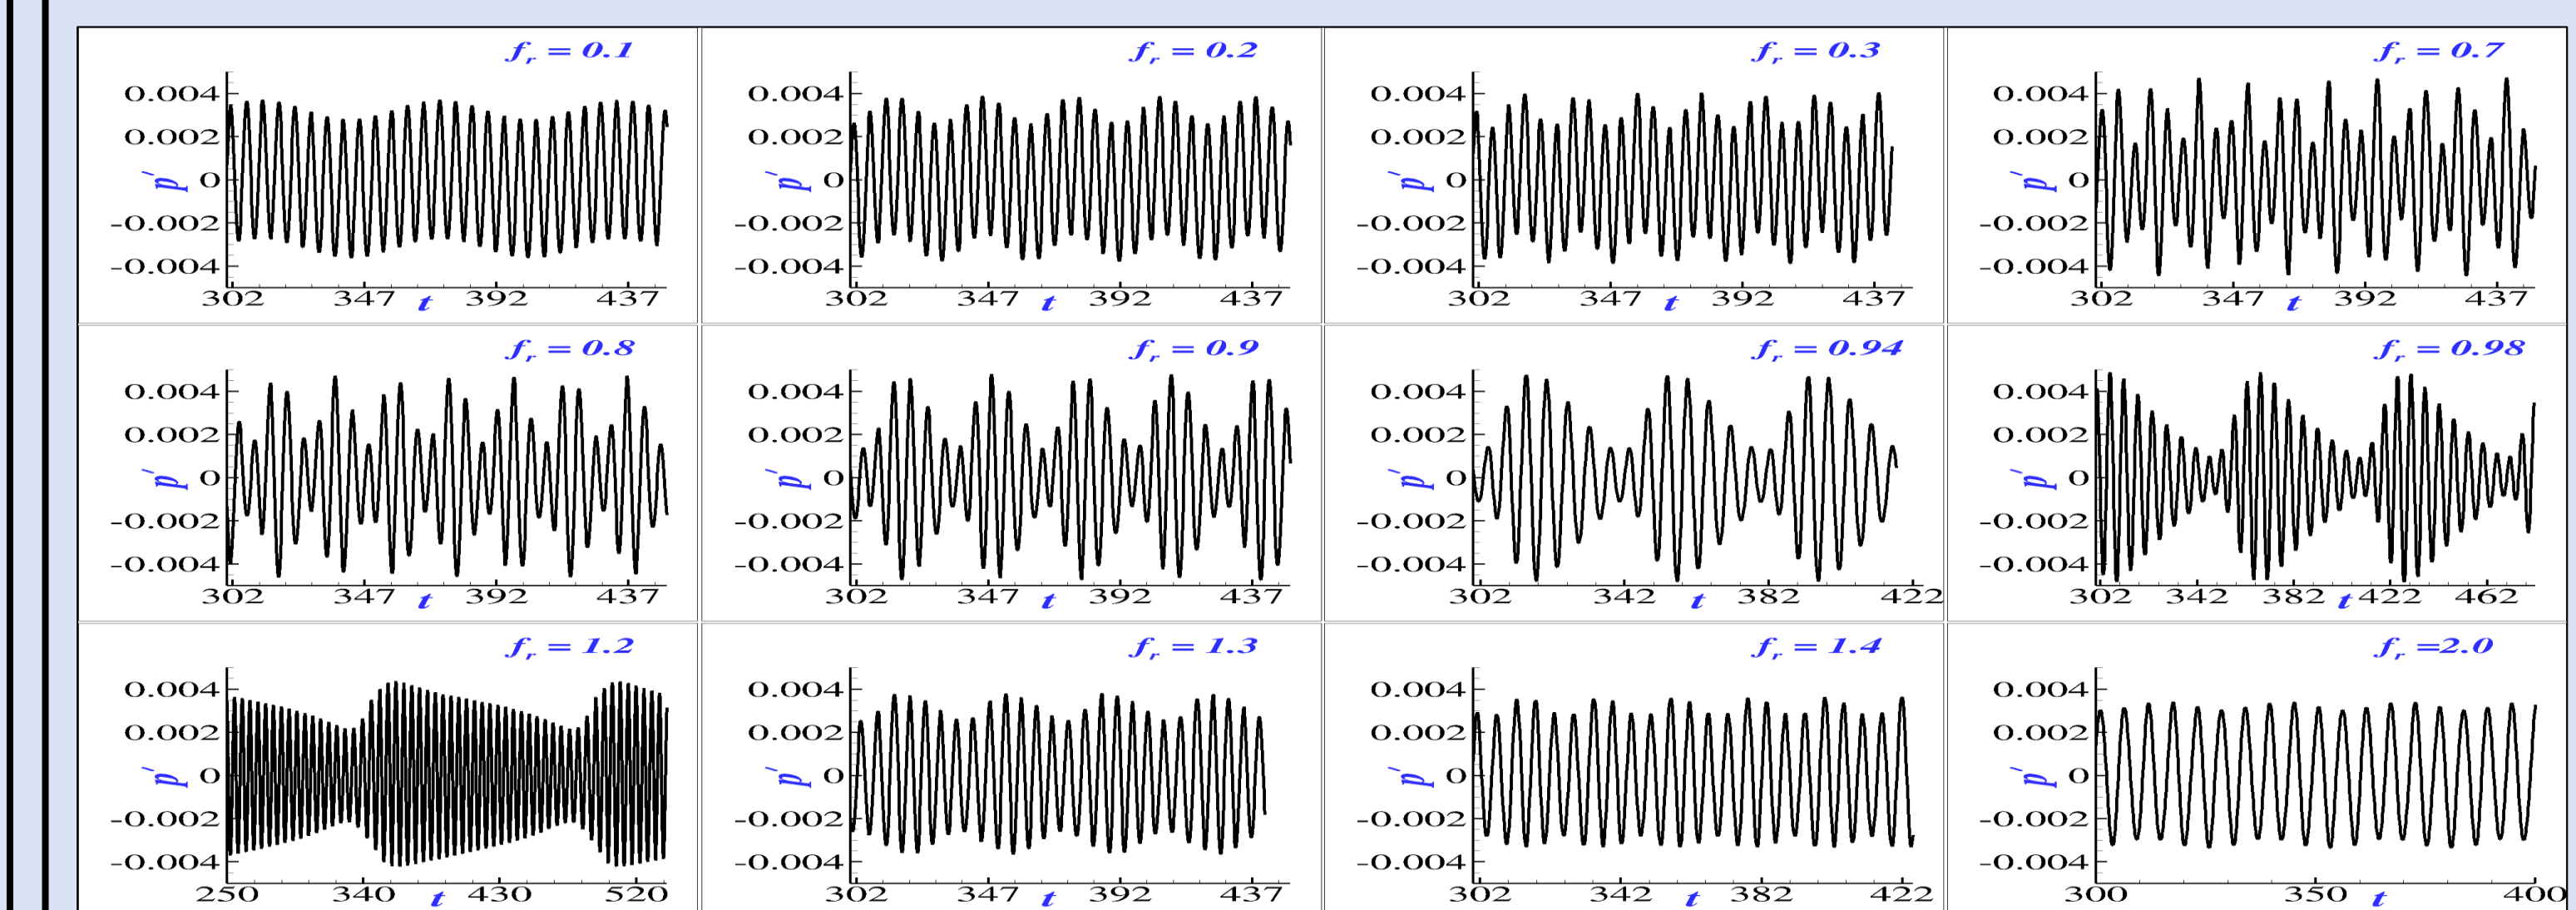 f_r = 0.1
0.004
0.002
0
-0.002
-0.004
p'
302 347 t 392 437
f_r = 0.2
0.004
0.002
0
-0.002
-0.004
p'
302 347 t 392 437
f_r = 0.3
0.004
0.002
0
-0.002
-0.004
p'
302 347 t 392 437
f_r = 0.7
0.004
0.002
0
-0.002
-0.004
p'
302 347 t 392 437
f_r = 0.8
0.004
0.002
0
-0.002
-0.004
p'
302 347 t 392 437
f_r = 0.9
0.004
0.002
0
-0.002
-0.004
p'
302 347 t 392 437
f_r = 0.94
0.004
0.002
0
-0.002
-0.004
p'
302 342 t 382 422
f_r = 0.98
0.004
0.002
0
-0.002
-0.004
p'
302 342 382 t 422 462
f_r = 1.2
0.004
0.002
0
-0.002
-0.004
p'
250 340 t 430 520
f_r = 1.3
0.004
0.002
0
-0.002
-0.004
p'
302 347 t 392 437
f_r = 1.4
0.004
0.002
0
-0.002
-0.004
p'
302 342 t 382 422
f_r =2.0
0.004
0.002
0
-0.002
-0.004
p'
300 350 t 400